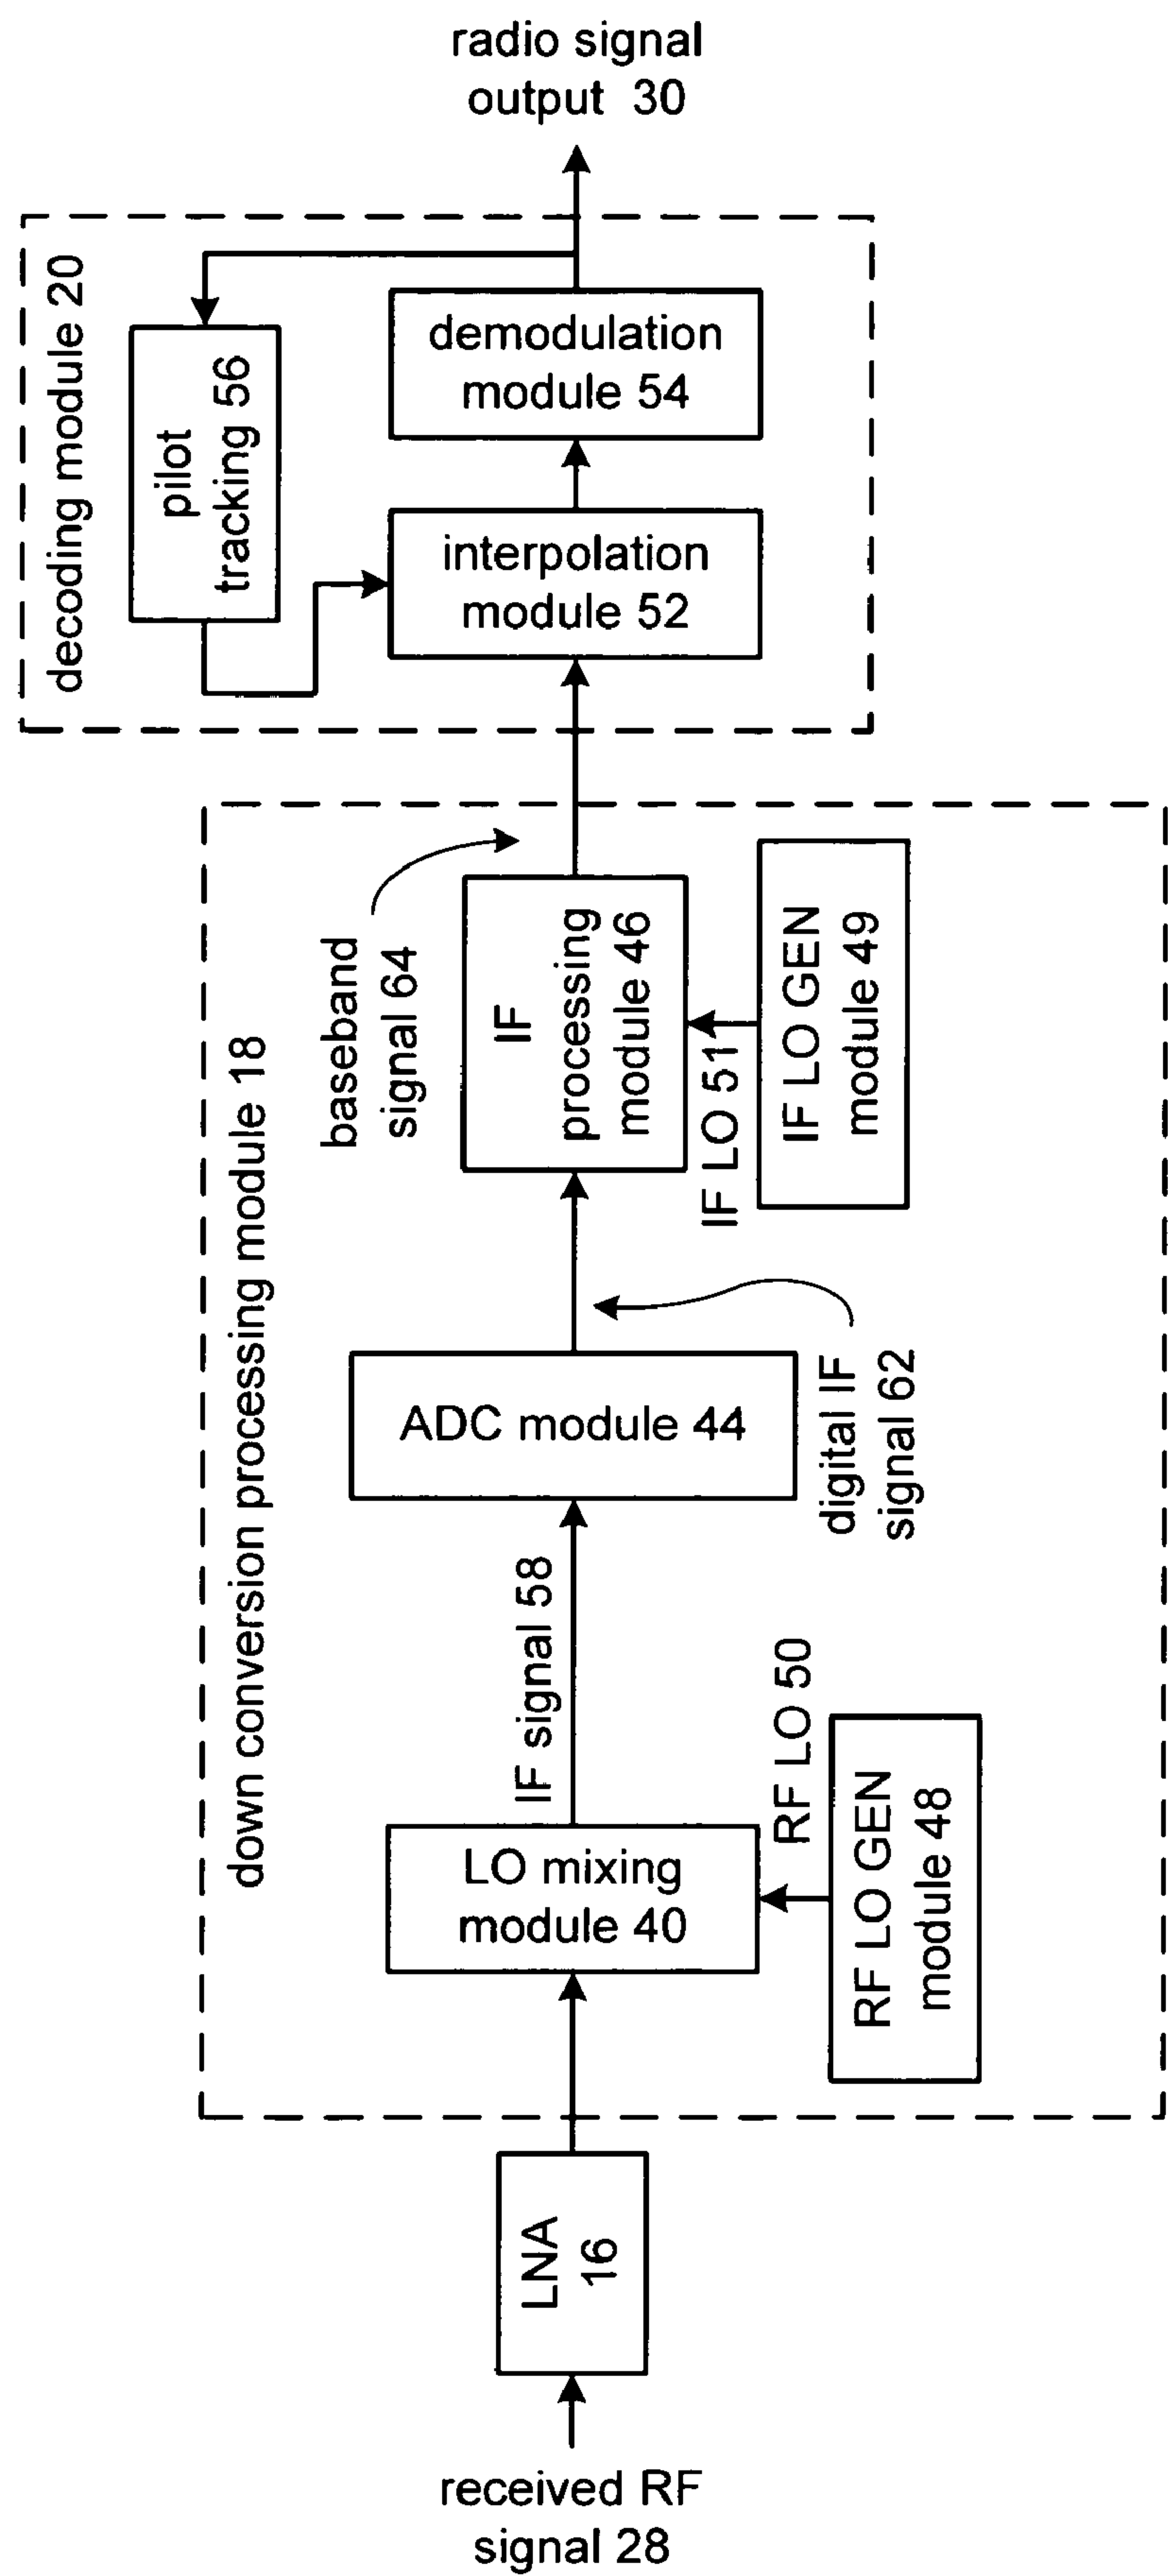 radio signal
output 30
decoding module 20
pilot
tracking 56
demodulation
module 54
interpolation
module 52
down conversion processing module 18
baseband
signal 64
IF
processing
module 46
IF LO 51
IF LO GEN
module 49
digital IF
signal 62
ADC module 44
IF signal 58
LO mixing
module 40
RF LO 50
RF LO GEN
module 48
LNA
16
received RF
signal 28